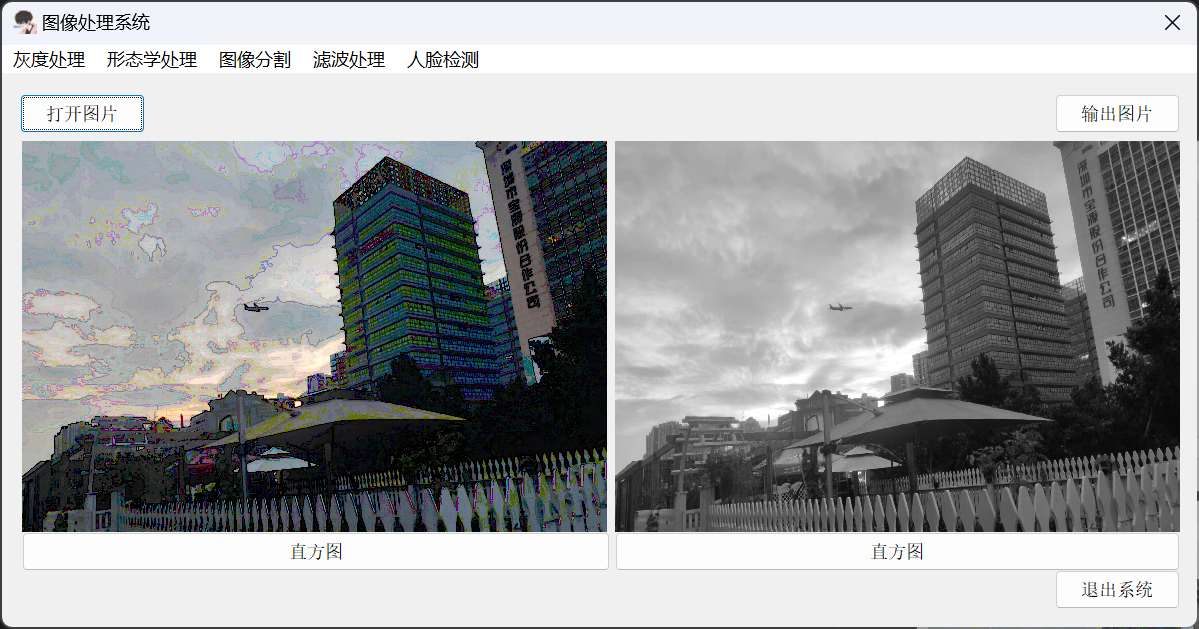 图像处理系统
灰度处理 形态学处理 图像分割 滤波处理 人脸检测
打开图片
输出图片
深圳市宝源股份合作公司
深圳市宝源股份合作公司
直方图
直方图
退出系统